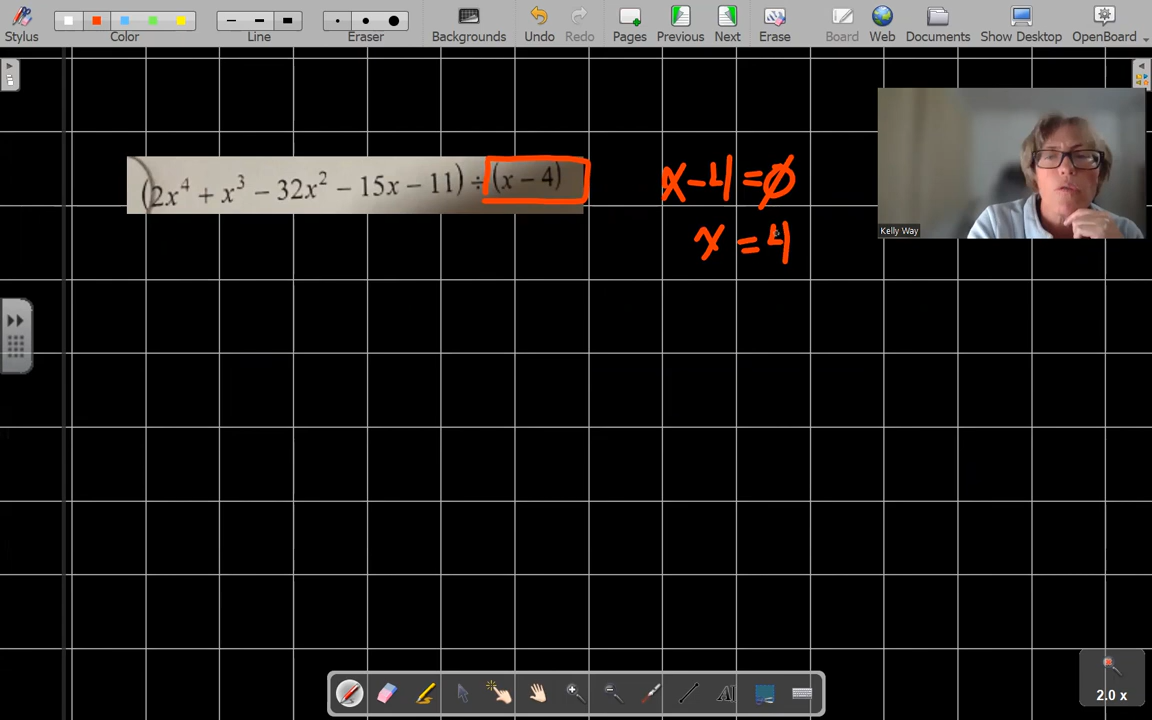 Stylus
Color
Line
Eraser
Backgrounds
Undo
Redo
Pages
Previous
Next
Erase
Board
Web
Documents
Show Desktop
OpenBoard
(2x⁴ + x³ − 32x² − 15x − 11) ÷ (x − 4)
x-4=0
x=4
Kelly Way
2.0 x